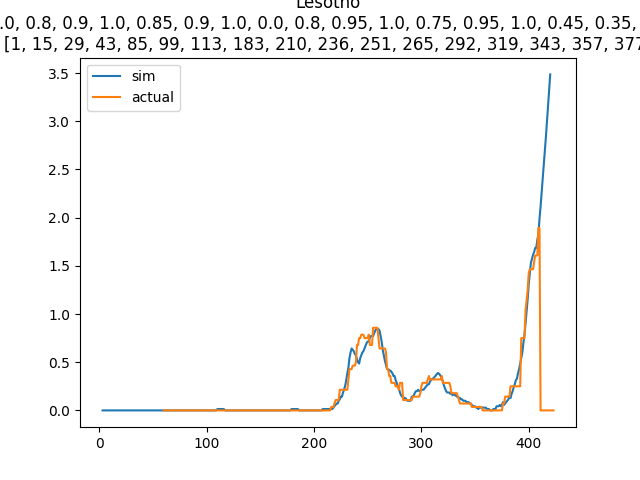 Lesotho
.0, 0.8, 0.9, 1.0, 0.85, 0.9, 1.0, 0.0, 0.8, 0.95, 1.0, 0.75, 0.95, 1.0, 0.45, 0.35,
[1, 15, 29, 43, 85, 99, 113, 183, 210, 236, 251, 265, 292, 319, 343, 357, 377
sim
actual
3.5
3.0
2.5
2.0
1.5
1.0
0.5
0.0
0 100 200 300 400